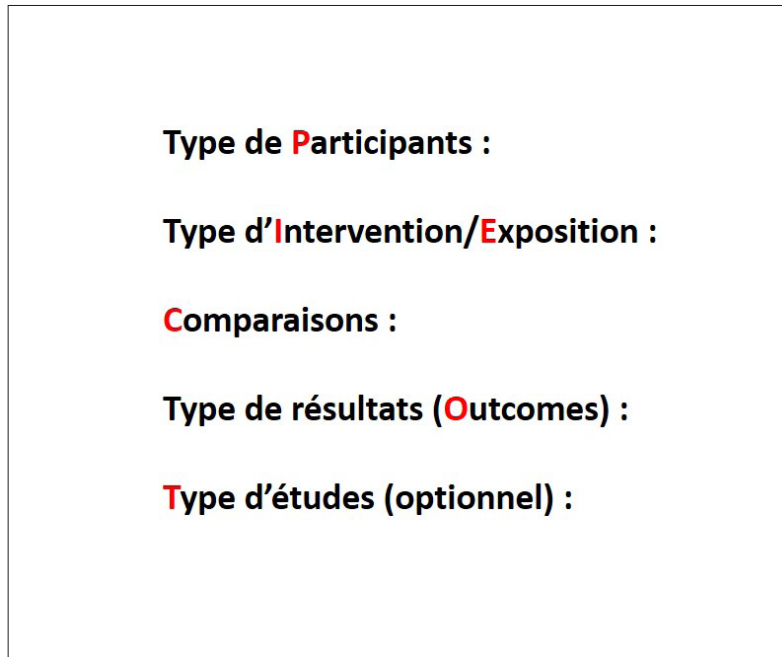 Type de Participants :
Type d’Intervention/Exposition :
Comparaisons :
Type de résultats (Outcomes) :
Type d’études (optionnel) :